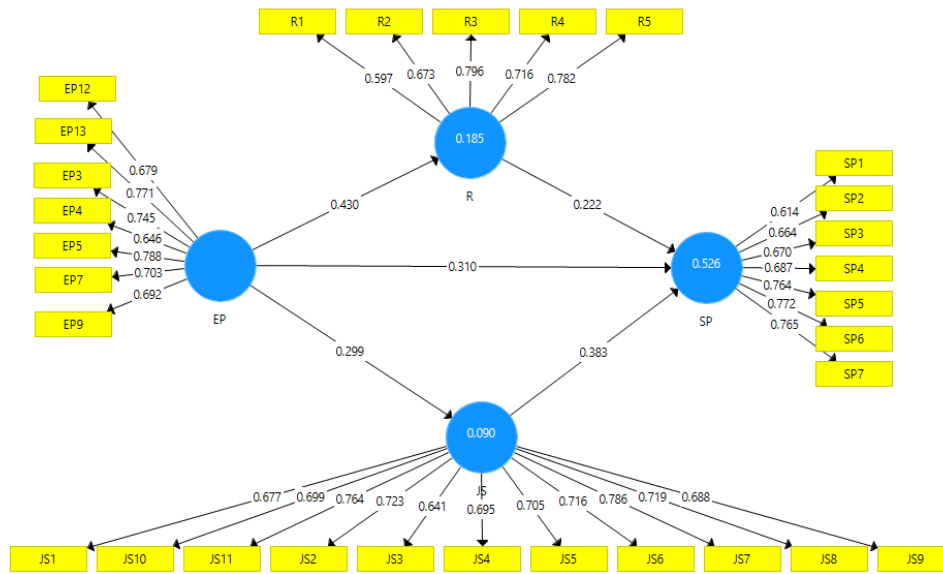 R1 R2 R3 R4 R5
0.597 0.673 0.796 0.716 0.782
EP12
EP13
EP3
EP4
EP5
EP7
EP9
0.679
0.771
0.745
0.646
0.788
0.703
0.692
EP
0.185
R
0.430
0.222
0.310
0.299
0.383
0.526
SP
0.614
0.664
0.670
0.687
0.764
0.772
0.765
SP1
SP2
SP3
SP4
SP5
SP6
SP7
0.090
JS
0.677 0.699 0.764 0.723 0.641 0.695 0.705 0.716 0.786 0.719 0.688
JS1 JS10 JS11 JS2 JS3 JS4 JS5 JS6 JS7 JS8 JS9